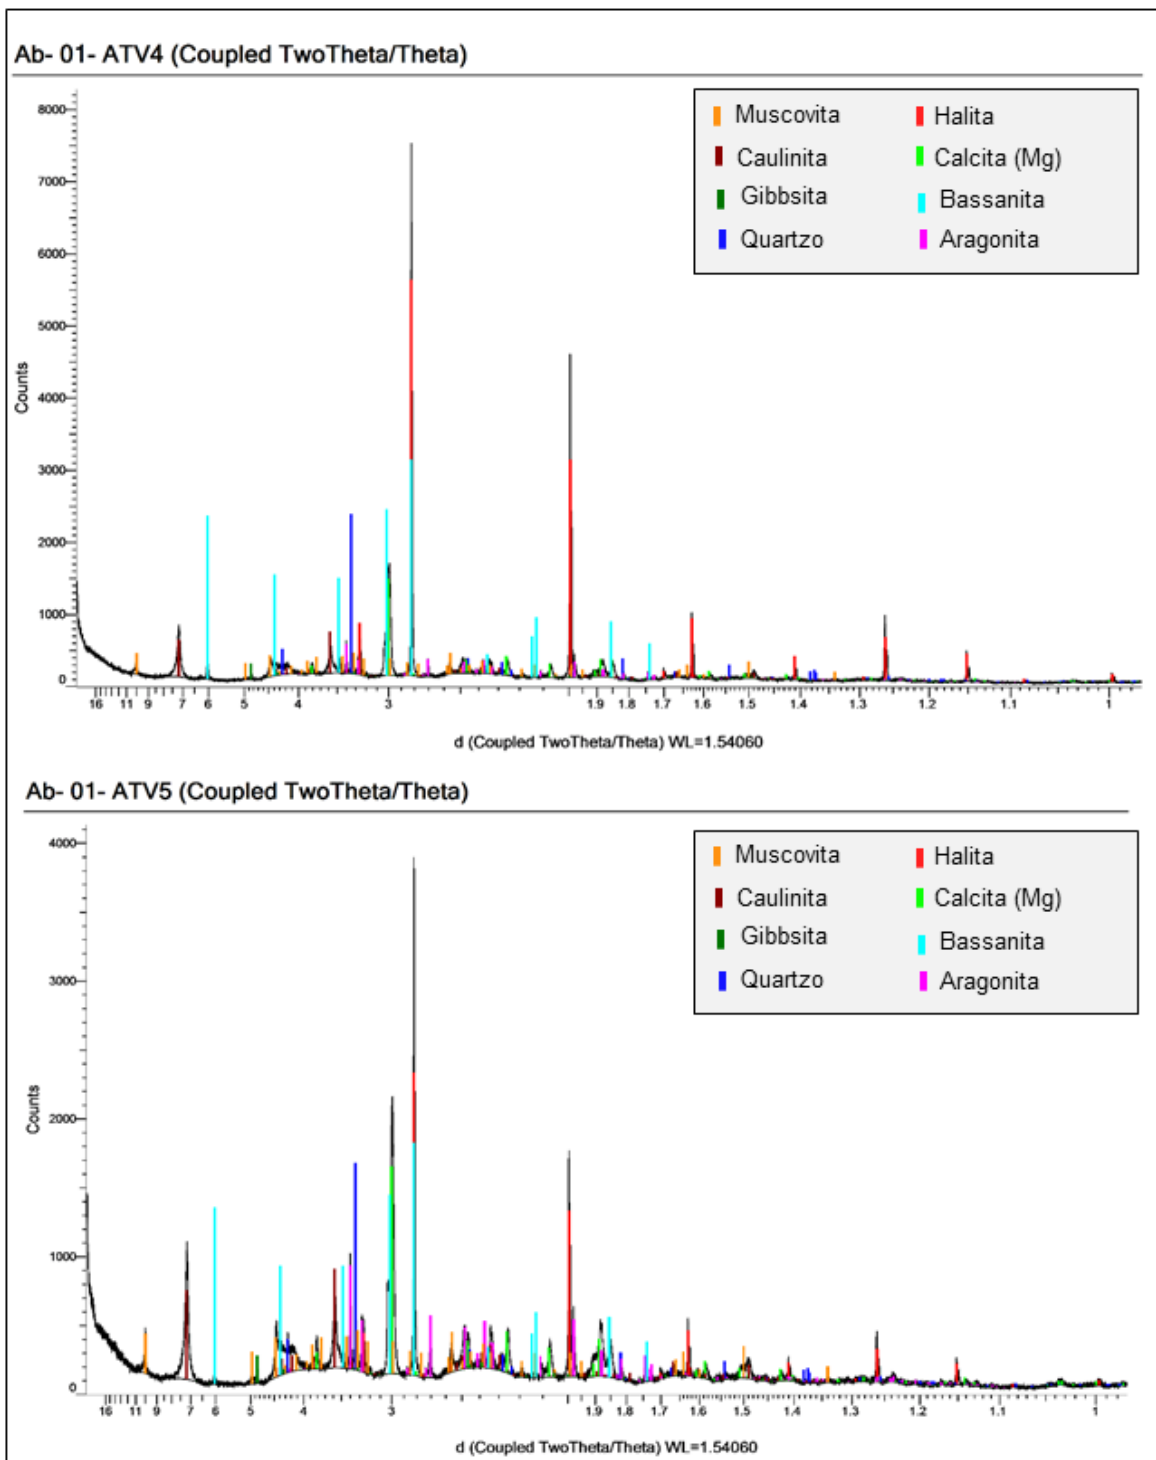 Ab- 01- ATV4 (Coupled TwoTheta/Theta)
Muscovita
Halita
Caulinita
Calcita (Mg)
Gibbsita
Bassanita
Quartzo
Aragonita
Counts
8000
7000
6000
5000
4000
3000
2000
1000
0
16 11 9 7 6 5 4 3 1.9 1.8 1.7 1.6 1.5 1.4 1.3 1.2 1.1 1
d (Coupled TwoTheta/Theta) WL=1.54060
Ab- 01- ATV5 (Coupled TwoTheta/Theta)
Muscovita
Halita
Caulinita
Calcita (Mg)
Gibbsita
Bassanita
Quartzo
Aragonita
Counts
4000
3000
2000
1000
0
16 11 9 7 6 5 4 3 1.9 1.8 1.7 1.6 1.5 1.4 1.3 1.2 1.1 1
d (Coupled TwoTheta/Theta) WL=1.54060